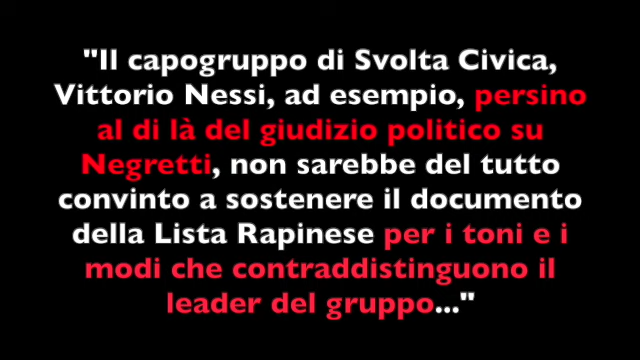 "Il capogruppo di Svolta Civica,
Vittorio Nessi, ad esempio, persino
al di là del giudizio politico su
Negretti, non sarebbe del tutto
convinto a sostenere il documento
della Lista Rapinese per i toni e i
modi che contraddistinguono il
leader del gruppo..."